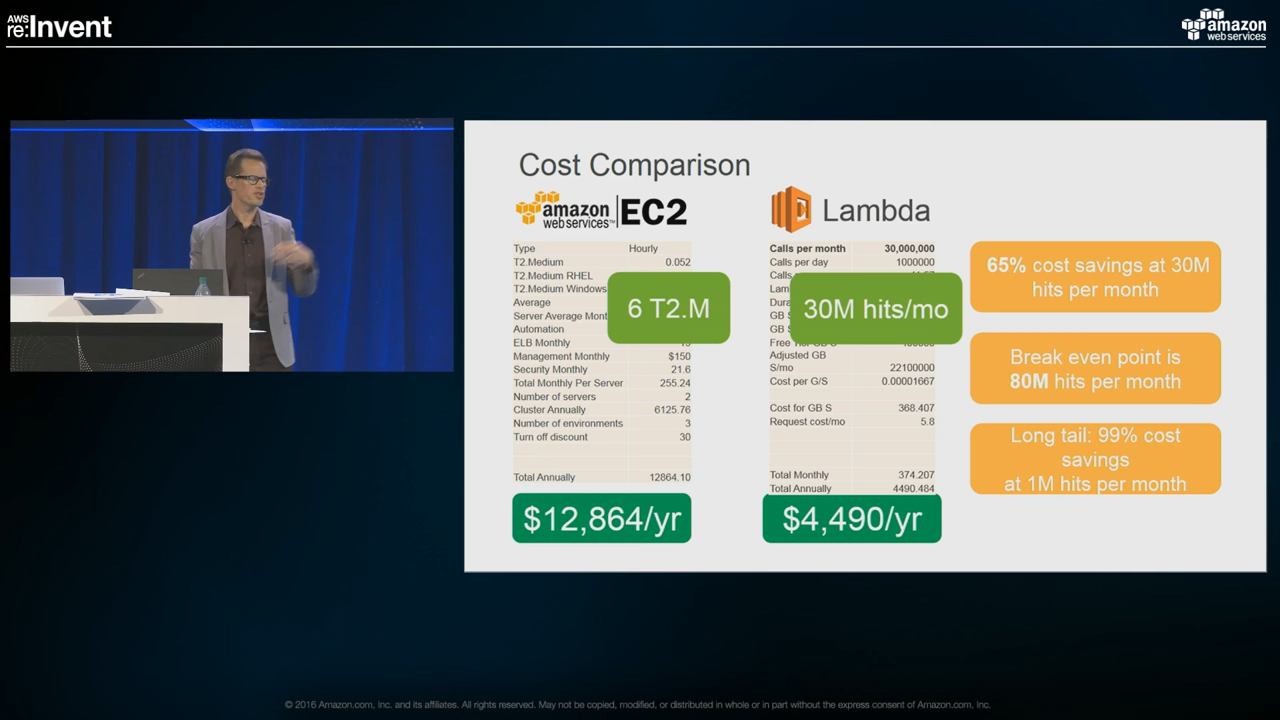 AWS
re:Invent
amazon
web services
Cost Comparison
amazon
web services™
EC2
Lambda
Type Hourly
T2.Medium 0.052
T2.Medium RHEL
T2.Medium Windows
Average
Server Average Mont
Automation
ELB Monthly
Management Monthly $150
Security Monthly 21.6
Total Monthly Per Server 255.24
Number of servers 2
Cluster Annually 6125.76
Number of environments 3
Turn off discount 30
Total Annually 12864.10
6 T2.M
$12,864/yr
Calls per month 30,000,000
Calls per day 1000000
Calls
Lam
Dura
GB S
GB S
Adjusted GB
S/mo 22100000
Cost per G/S 0.00001667
Cost for GB S 368.407
Request cost/mo 5.8
Total Monthly 374.207
Total Annually 4490.484
30M hits/mo
$4,490/yr
65% cost savings at 30M
hits per month
Break even point is
80M hits per month
Long tail: 99% cost
savings
at 1M hits per month
© 2016 Amazon.com, Inc. and its affiliates. All rights reserved. May not be copied, modified, or distributed in whole or in part without the express consent of Amazon.com, Inc.